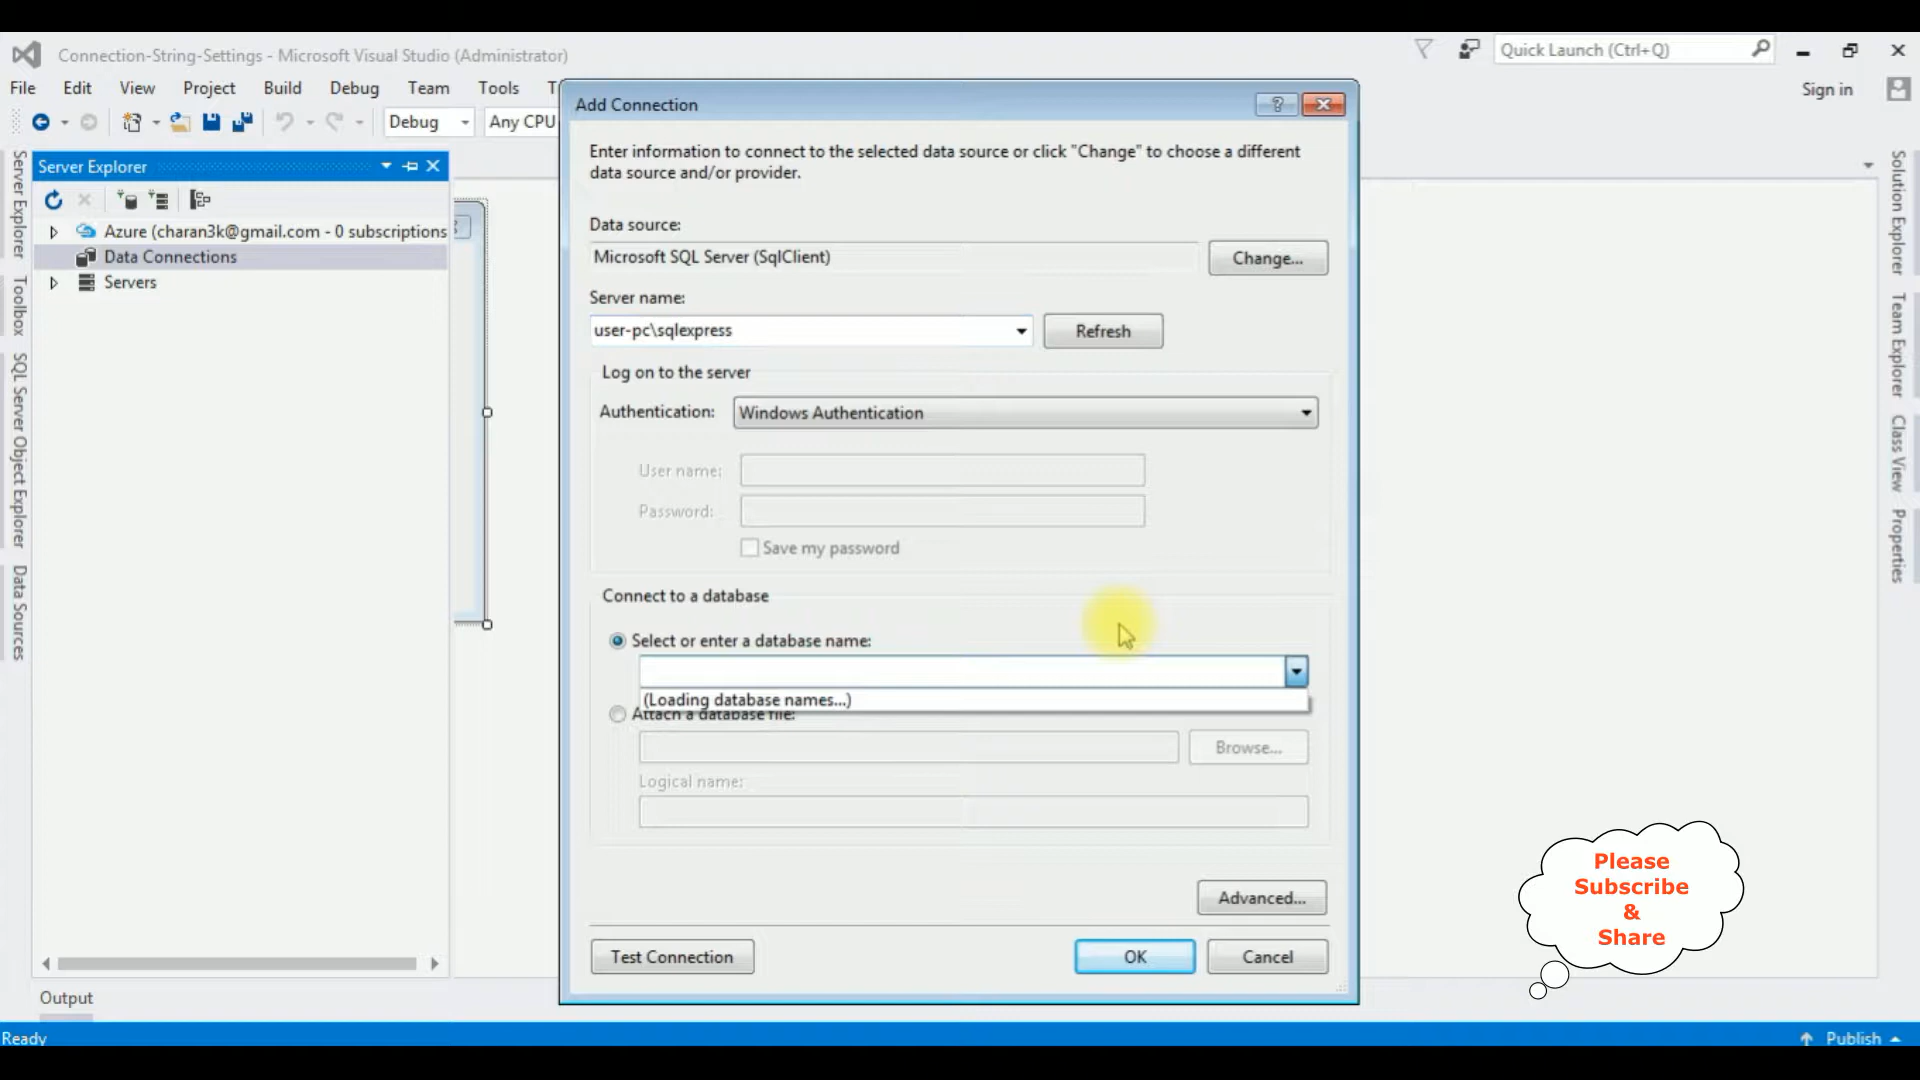 Connection-String-Settings - Microsoft Visual Studio (Administrator)
Quick Launch (Ctrl+Q)
File Edit View Project Build Debug Team Tools
Sign in
Debug Any CPU
Server Explorer
Azure (charan3k@gmail.com - 0 subscriptions
Data Connections
Servers
Server Explorer
Toolbox
SQL Server Object Explorer
Data Sources
Add Connection
?
Enter information to connect to the selected data source or click "Change" to choose a different
data source and/or provider.
Data source:
Microsoft SQL Server (SqlClient)
Change...
Server name:
user-pc\sqlexpress
Refresh
Log on to the server
Authentication: Windows Authentication
User name:
Password:
Save my password
Connect to a database
Select or enter a database name:
(Loading database names...)
Attach a database file:
Browse...
Logical name:
Advanced...
Test Connection
OK
Cancel
Solution Explorer
Team Explorer
Class View
Properties
Please
Subscribe
&
Share
Output
Ready
Publish